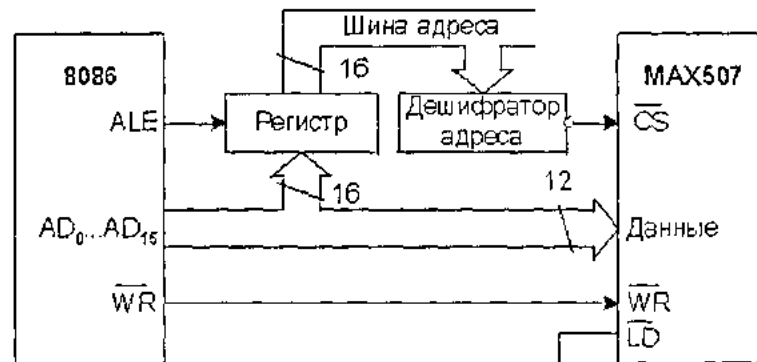 Шина адреса
16
8086
MAX507
ALE
Регистр
Дешифратор
адреса
CS
16
12
AD0...AD15
Данные
WR
WR
LD